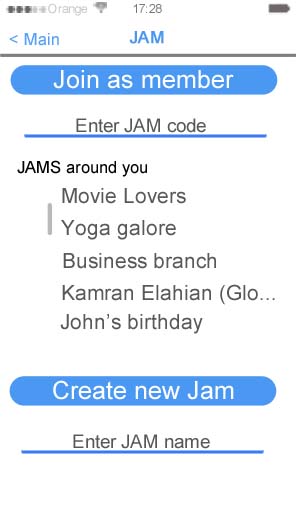 Orange 17:28
< Main JAM
Join as member
Enter JAM code
JAMS around you
Movie Lovers
Yoga galore
Business branch
Kamran Elahian (Glo...
John's birthday
Create new Jam
Enter JAM name